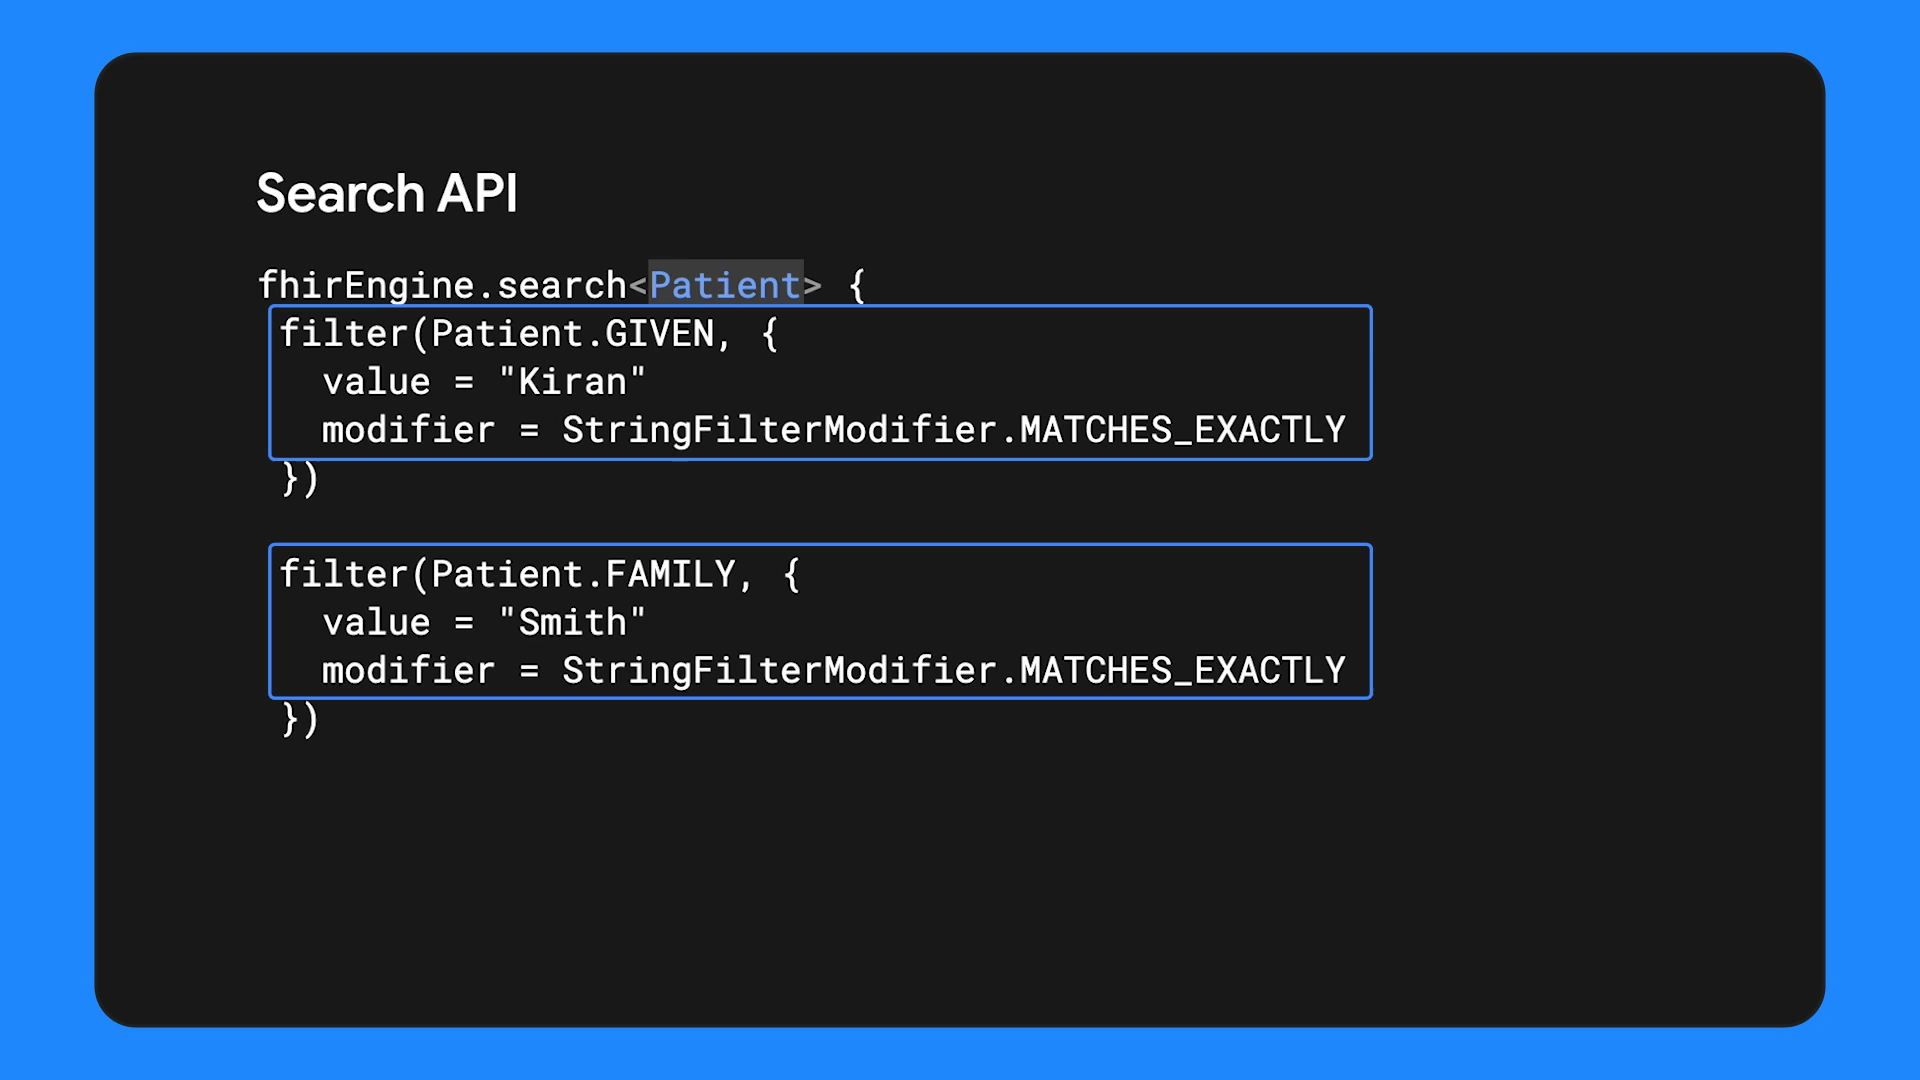 Search API
fhirEngine.search<Patient> {
filter(Patient.GIVEN, {
value = "Kiran"
modifier = StringFilterModifier.MATCHES_EXACTLY
})
filter(Patient.FAMILY, {
value = "Smith"
modifier = StringFilterModifier.MATCHES_EXACTLY
})